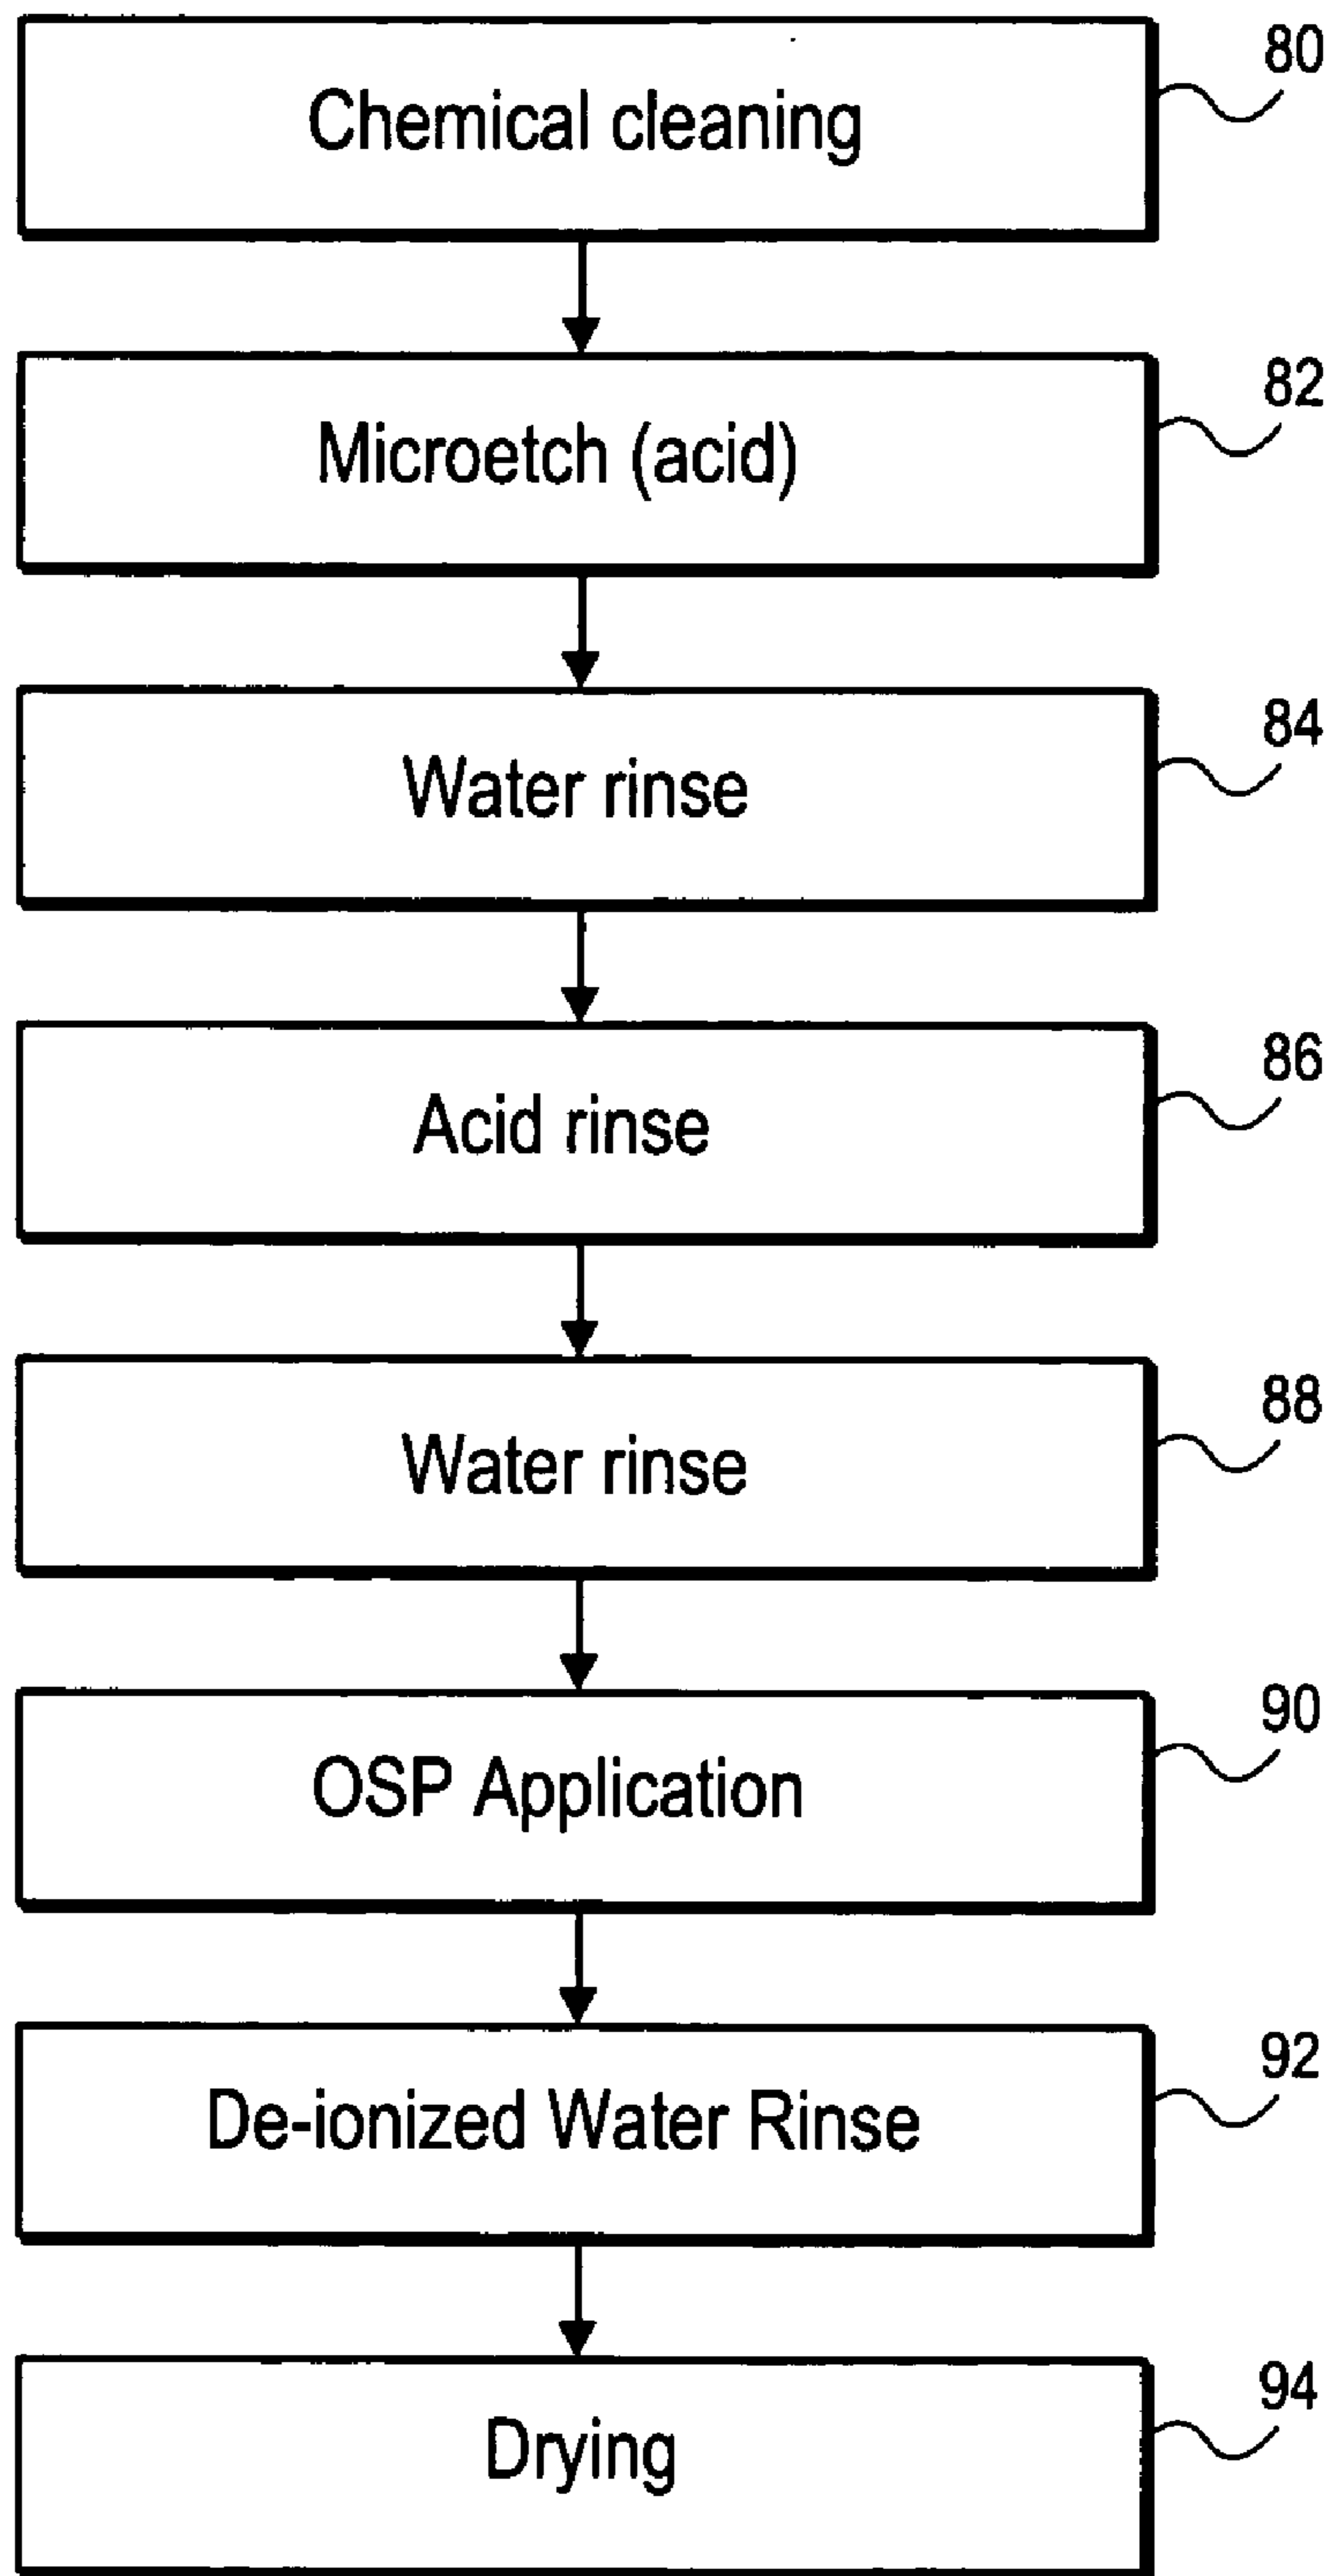 80
Chemical cleaning
82
Microetch (acid)
84
Water rinse
86
Acid rinse
88
Water rinse
90
OSP Application
92
De-ionized Water Rinse
94
Drying